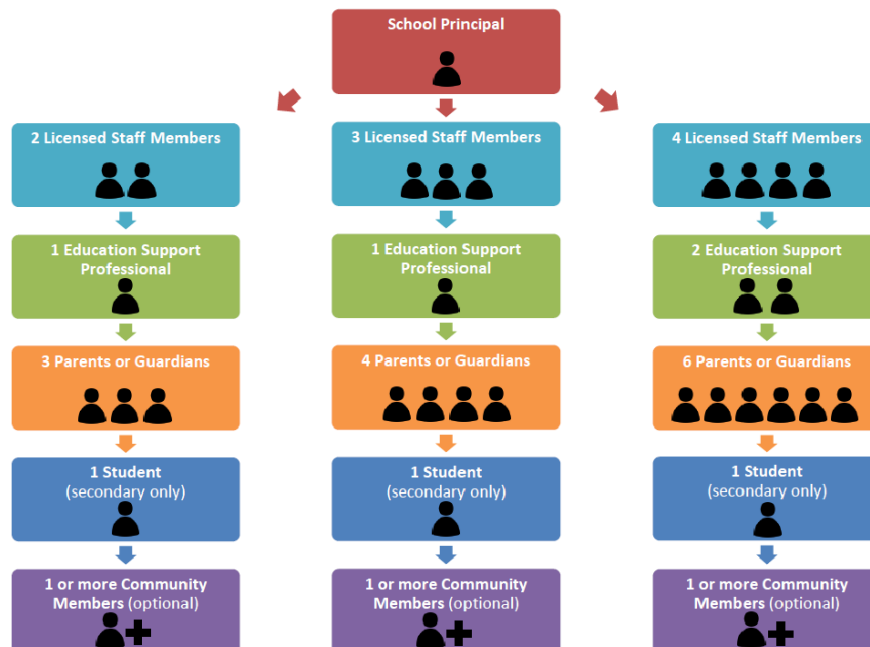 School Principal
2 Licensed Staff Members
1 Education Support
Professional
3 Parents or Guardians
1 Student
(secondary only)
1 or more Community
Members (optional)
3 Licensed Staff Members
1 Education Support
Professional
4 Parents or Guardians
1 Student
(secondary only)
1 or more Community
Members (optional)
4 Licensed Staff Members
2 Education Support
Professional
6 Parents or Guardians
1 Student
(secondary only)
1 or more Community
Members (optional)